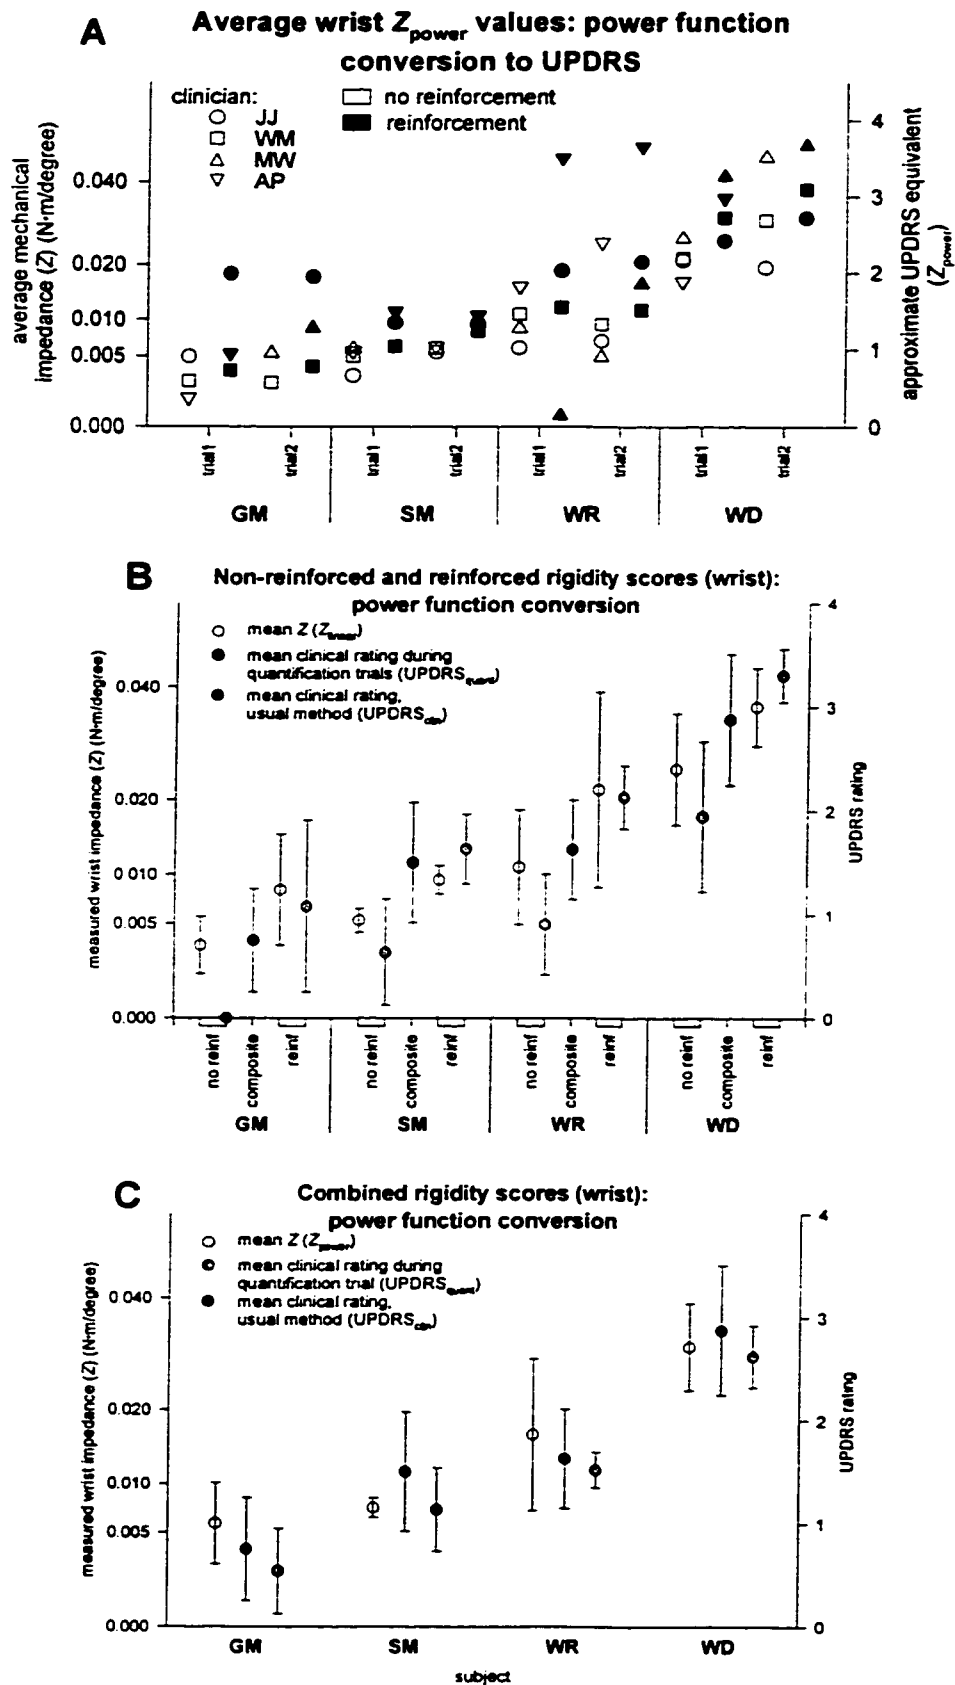 A
Average wrist Zpower values: power function
conversion to UPDRS
clinician:
JJ
WM
MW
AP
no reinforcement
reinforcement
average mechanical
impedance (Z) (N·m/degree)
0.040
0.020
0.010
0.005
0.000
4
3
2
1
0
approximate UPDRS equivalent
(Zpower)
trial1 trial2 trial1 trial2 trial1 trial2 trial1 trial2
GM SM WR WD
B
Non-reinforced and reinforced rigidity scores (wrist):
power function conversion
mean Z (Zlinear)
mean clinical rating during
quantification trials (UPDRSquant)
mean clinical rating,
usual method (UPDRSclin)
measured wrist impedance (Z) (N·m/degree)
0.040
0.020
0.010
0.005
0.000
4
3
2
1
0
UPDRS rating
no reinf composite reinf no reinf composite reinf no reinf composite reinf no reinf composite reinf
GM SM WR WD
C
Combined rigidity scores (wrist):
power function conversion
mean Z (Zpower)
mean clinical rating during
quantification trial (UPDRSquant)
mean clinical rating,
usual method (UPDRSclin)
measured wrist impedance (Z) (N·m/degree)
0.040
0.020
0.010
0.005
0.000
4
3
2
1
0
UPDRS rating
GM SM WR WD
subject